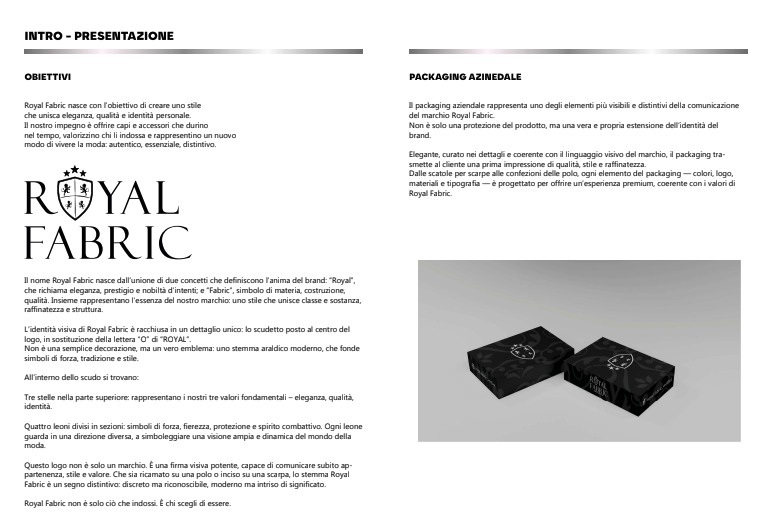 INTRO – PRESENTAZIONE
OBIETTIVI
Royal Fabric nasce con l'obiettivo di creare uno stile
che unisca eleganza, qualità e identità personale.
Il nostro impegno è offrire capi e accessori che durino
nel tempo, valorizzino chi li indossa e rappresentino un nuovo
modo di vivere la moda: autentico, essenziale, distintivo.
ROYAL
FABRIC
Il nome Royal Fabric nasce dall'unione di due concetti che definiscono l'anima del brand: "Royal",
che richiama eleganza, prestigio e nobiltà d'intenti; e "Fabric", simbolo di materia, costruzione,
qualità. Insieme rappresentano l'essenza del nostro marchio: uno stile che unisce classe e sostanza,
raffinatezza e struttura.
L'identità visiva di Royal Fabric è racchiusa in un dettaglio unico: lo scudetto posto al centro del
logo, in sostituzione della lettera "O" di "ROYAL".
Non è una semplice decorazione, ma un vero emblema: uno stemma araldico moderno, che fonde
simboli di forza, tradizione e stile.
All'interno dello scudo si trovano:
Tre stelle nella parte superiore: rappresentano i nostri tre valori fondamentali – eleganza, qualità,
identità.
Quattro leoni divisi in sezioni: simboli di forza, fierezza, protezione e spirito combattivo. Ogni leone
guarda in una direzione diversa, a simboleggiare una visione ampia e dinamica del mondo della
moda.
Questo logo non è solo un marchio. È una firma visiva potente, capace di comunicare subito ap-
partenenza, stile e valore. Che sia ricamato su una polo o inciso su una scarpa, lo stemma Royal
Fabric è un segno distintivo: discreto ma riconoscibile, moderno ma intriso di significato.
Royal Fabric non è solo ciò che indossi. È chi scegli di essere.
PACKAGING AZINEDALE
Il packaging aziendale rappresenta uno degli elementi più visibili e distintivi della comunicazione
del marchio Royal Fabric.
Non è solo una protezione del prodotto, ma una vera e propria estensione dell'identità del
brand.
Elegante, curato nei dettagli e coerente con il linguaggio visivo del marchio, il packaging tra-
smette al cliente una prima impressione di qualità, stile e raffinatezza.
Dalle scatole per scarpe alle confezioni delle polo, ogni elemento del packaging — colori, logo,
materiali e tipografia — è progettato per offrire un'esperienza premium, coerente con i valori di
Royal Fabric.
ROYAL
FABRIC